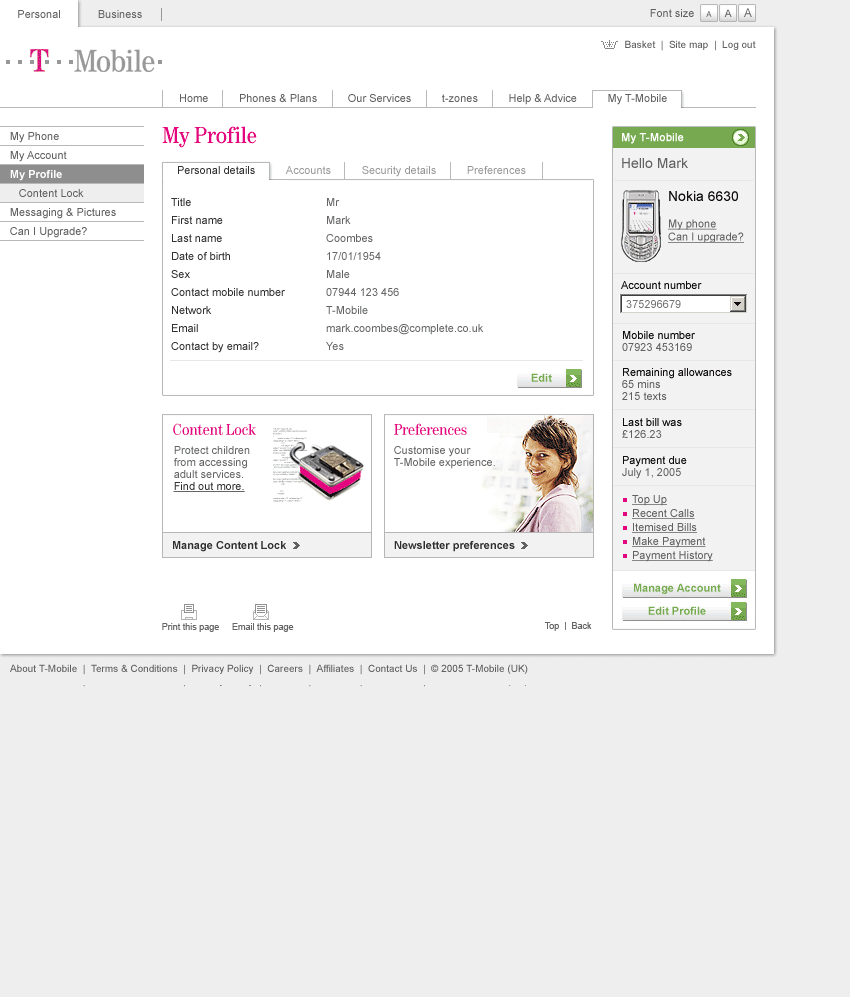 Personal
Business
Font size A A A
Basket | Site map | Log out
T · · Mobile
Home
Phones & Plans
Our Services
t-zones
Help & Advice
My T-Mobile
My Phone
My Account
My Profile
Content Lock
Messaging & Pictures
Can I Upgrade?
My Profile
Personal details
Accounts
Security details
Preferences
Title Mr
First name Mark
Last name Coombes
Date of birth 17/01/1954
Sex Male
Contact mobile number 07944 123 456
Network T-Mobile
Email mark.coombes@complete.co.uk
Contact by email? Yes
Edit
Content Lock
Protect children
from accessing
adult services.
Find out more.
Manage Content Lock
Preferences
Customise your
T-Mobile experience.
Newsletter preferences
My T-Mobile
Hello Mark
Nokia 6630
My phone
Can I upgrade?
Account number
375296679
Mobile number
07923 453169
Remaining allowances
65 mins
215 texts
Last bill was
£126.23
Payment due
July 1, 2005
Top Up
Recent Calls
Itemised Bills
Make Payment
Payment History
Manage Account
Edit Profile
Print this page
Email this page
Top | Back
About T-Mobile | Terms & Conditions | Privacy Policy | Careers | Affiliates | Contact Us | © 2005 T-Mobile (UK)